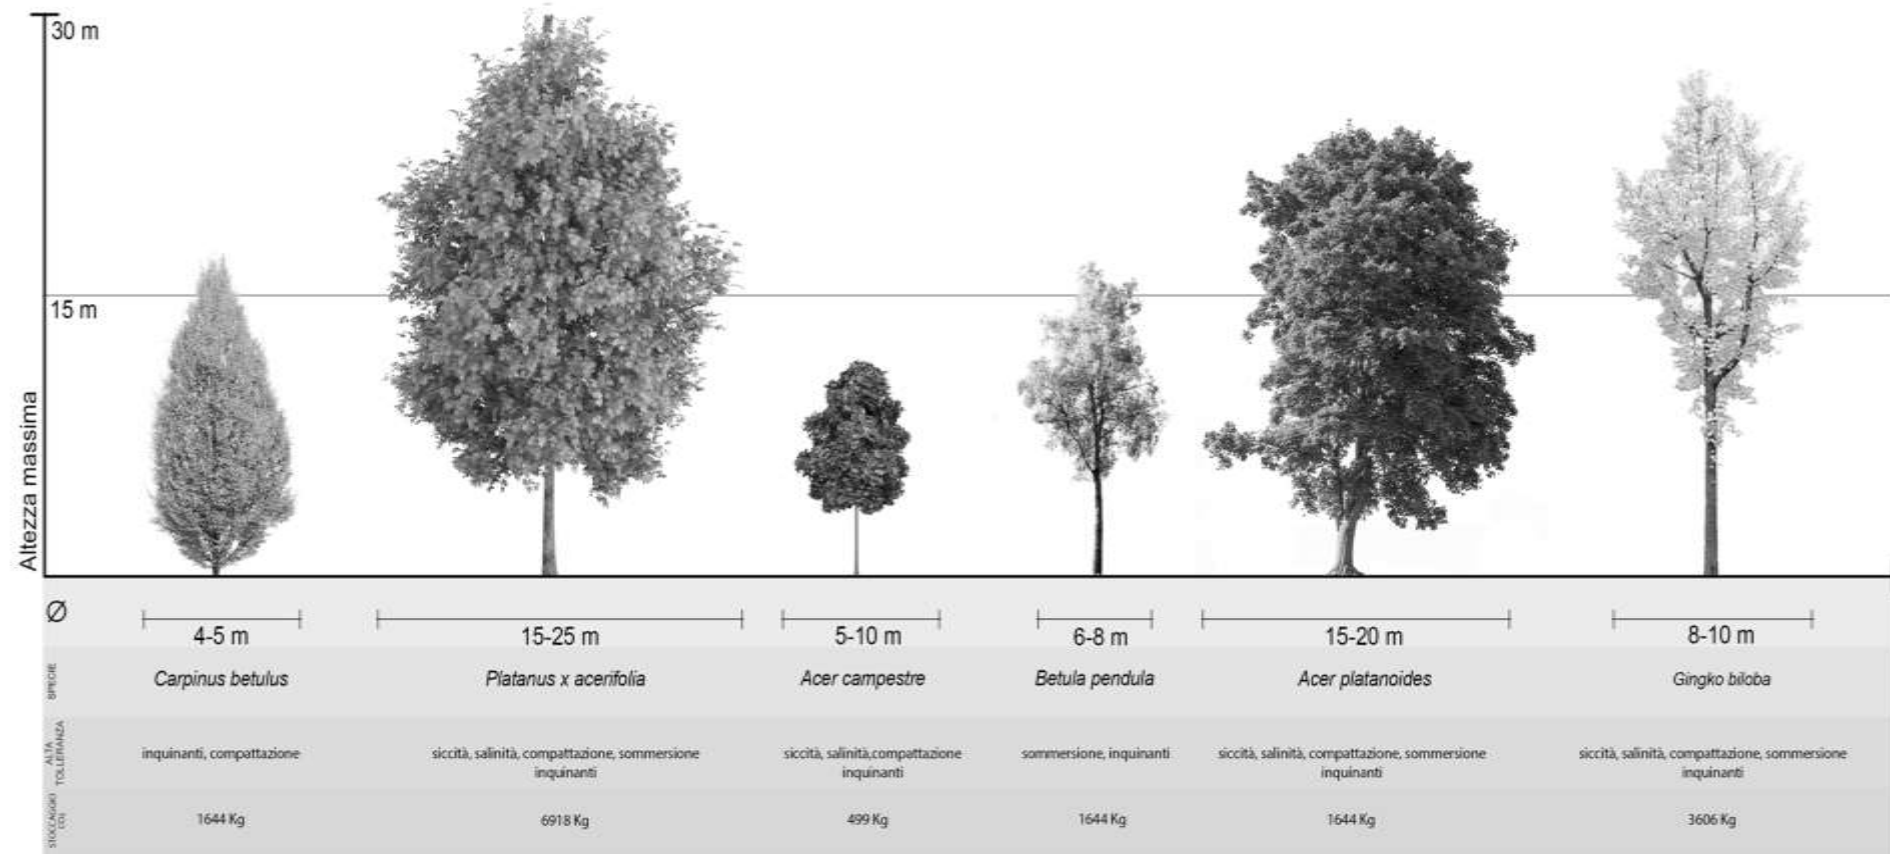 30 m
15 m
Altezza massima
Ø
4-5 m
15-25 m
5-10 m
6-8 m
15-20 m
8-10 m
SPECIE
Carpinus betulus
Platanus x acerifolia
Acer campestre
Betula pendula
Acer platanoides
Gingko biloba
ALTA
TOLLERANZA
inquinanti, compattazione
siccità, salinità, compattazione, sommersione
inquinanti
siccità, salinità,compattazione
inquinanti
sommersione, inquinanti
siccità, salinità, compattazione, sommersione
inquinanti
siccità, salinità, compattazione, sommersione
inquinanti
STOCCAGGIO
CO2
1644 Kg
6918 Kg
499 Kg
1644 Kg
1644 Kg
3606 Kg